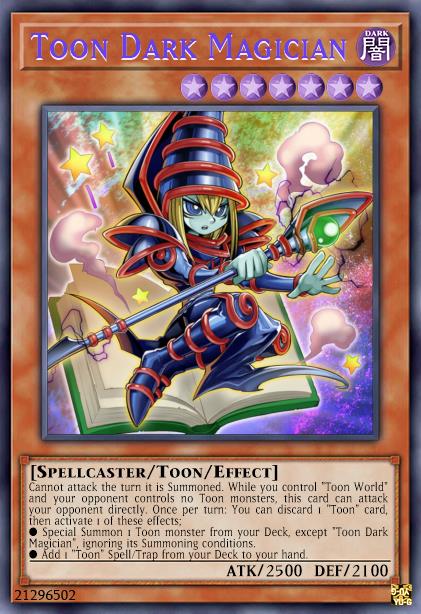 Toon Dark Magician
DARK
闇
[Spellcaster/Toon/Effect]
Cannot attack the turn it is Summoned. While you control "Toon World"
and your opponent controls no Toon monsters, this card can attack
your opponent directly. Once per turn: You can discard 1 "Toon" card,
then activate 1 of these effects;
● Special Summon 1 Toon monster from your Deck, except "Toon Dark
Magician", ignoring its Summoning conditions.
● Add 1 "Toon" Spell/Trap from your Deck to your hand.
ATK/2500 DEF/2100
21296502